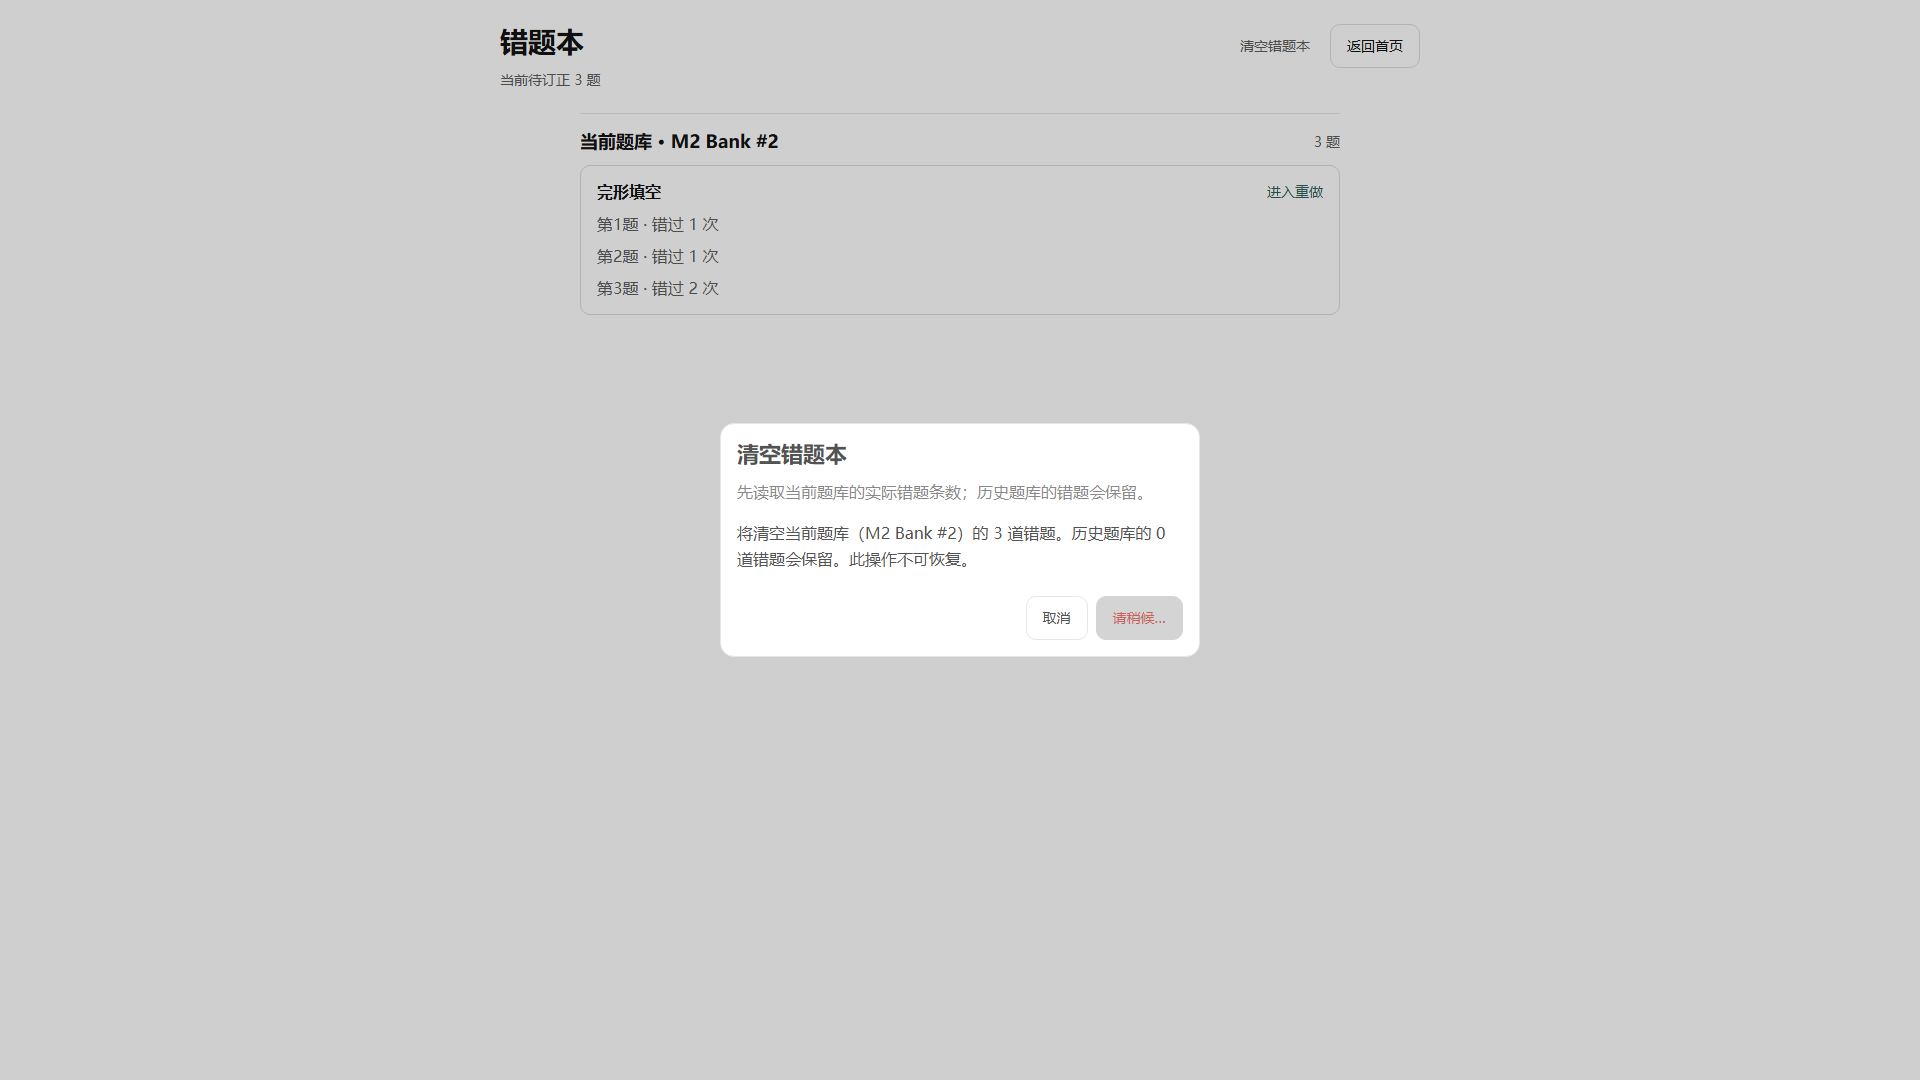 错题本
清空错题本
返回首页
当前待订正 3 题
当前题库 • M2 Bank #2
3 题
完形填空
进入重做
第1题 · 错过 1 次
第2题 · 错过 1 次
第3题 · 错过 2 次
清空错题本
先读取当前题库的实际错题条数；历史题库的错题会保留。
将清空当前题库（M2 Bank #2）的 3 道错题。历史题库的 0
道错题会保留。此操作不可恢复。
取消
请稍候...